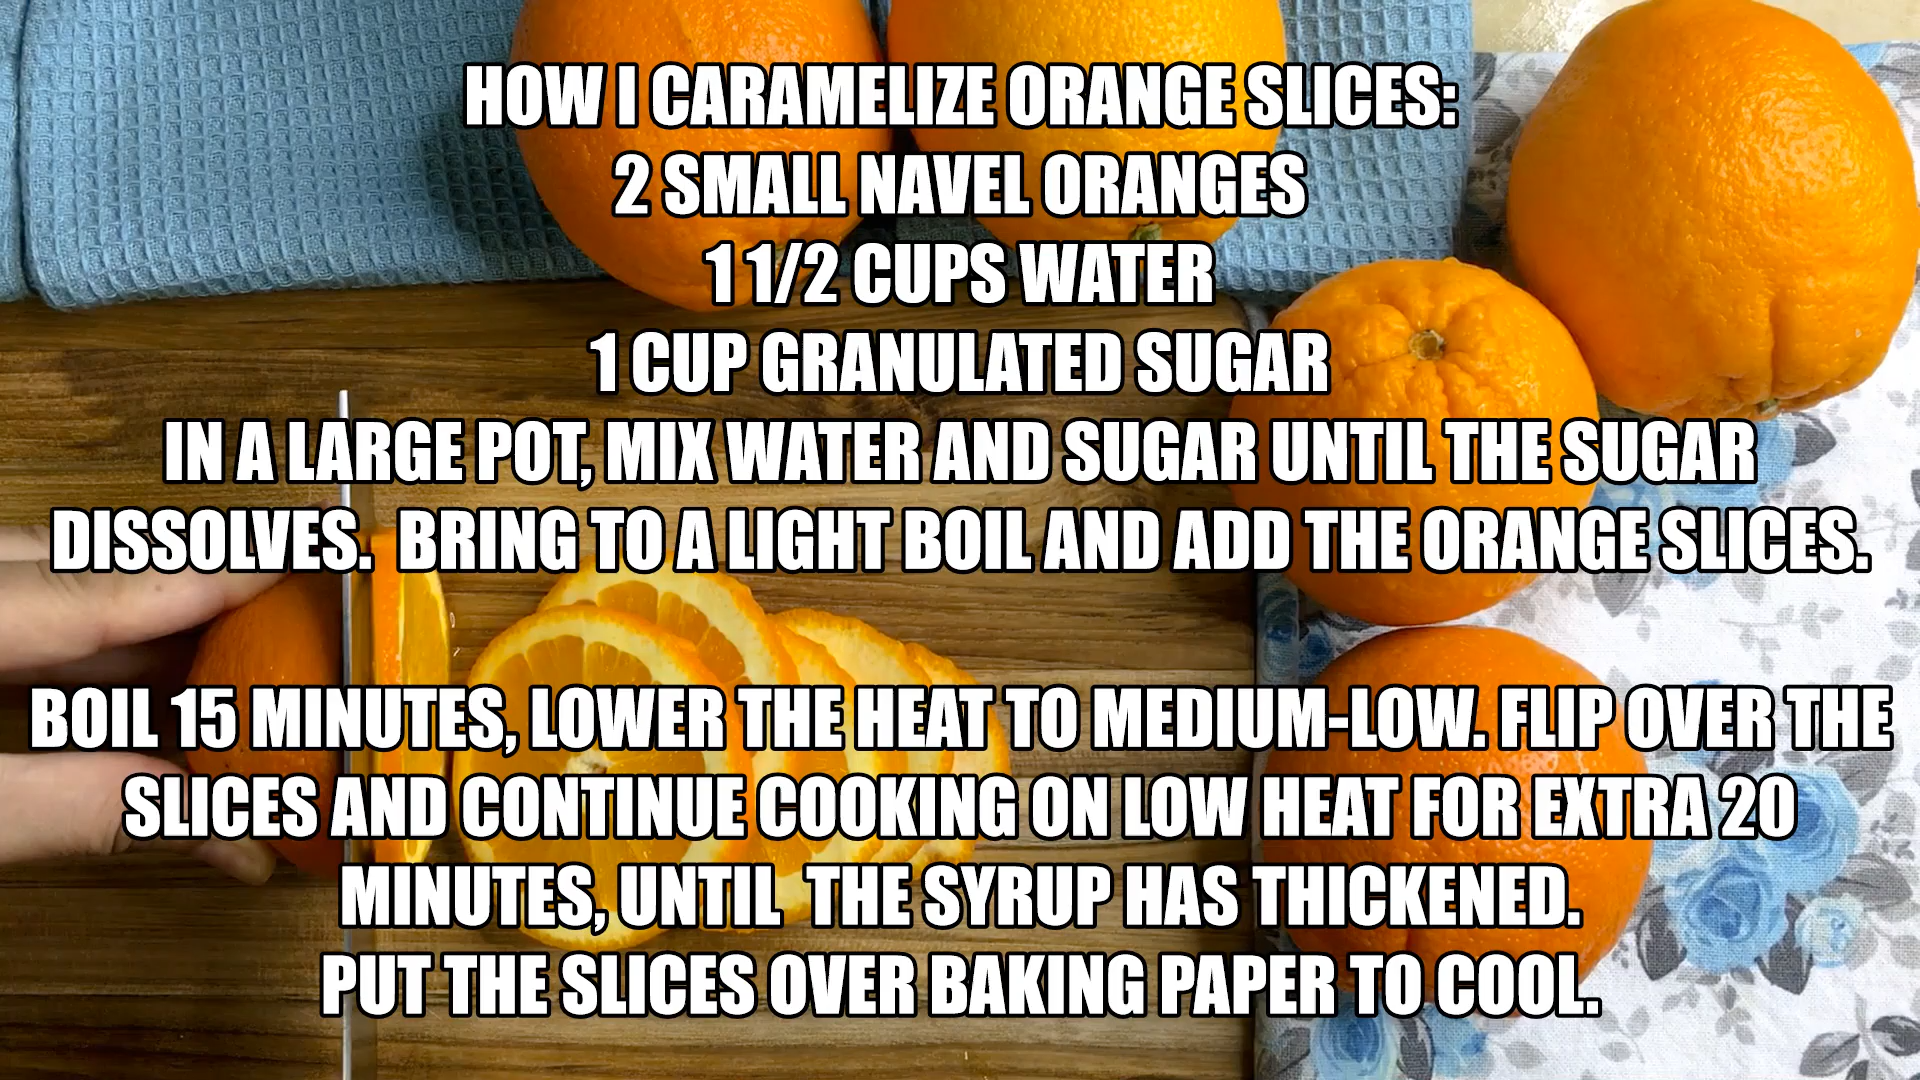 HOW I CARAMELIZE ORANGE SLICES:
2 SMALL NAVEL ORANGES
1 1/2 CUPS WATER
1 CUP GRANULATED SUGAR
IN A LARGE POT, MIX WATER AND SUGAR UNTIL THE SUGAR
DISSOLVES.  BRING TO A LIGHT BOIL AND ADD THE ORANGE SLICES.
BOIL 15 MINUTES, LOWER THE HEAT TO MEDIUM-LOW. FLIP OVER THE
SLICES AND CONTINUE COOKING ON LOW HEAT FOR EXTRA 20
MINUTES, UNTIL  THE SYRUP HAS THICKENED.
PUT THE SLICES OVER BAKING PAPER TO COOL.